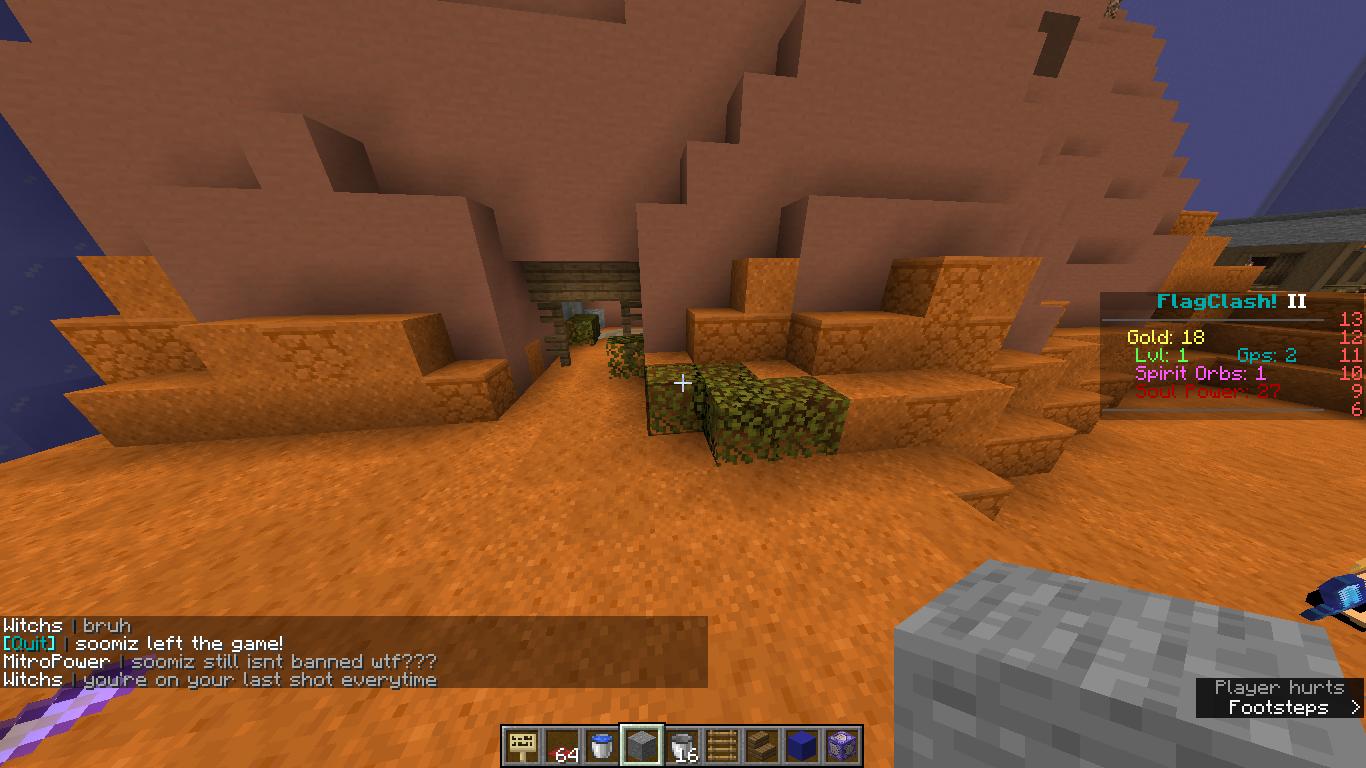 FlagClash! II
13
Gold: 18 12
Lvl: 1 Gps: 2 11
Spirit Orbs: 1 10
Soul Power: 27 9
6
Witchs | bruh
[Quit] | soomiz left the game!
MitroPower | soomiz still isnt banned wtf???
Witchs | you're on your last shot everytime
Player hurts
Footsteps >
64
16